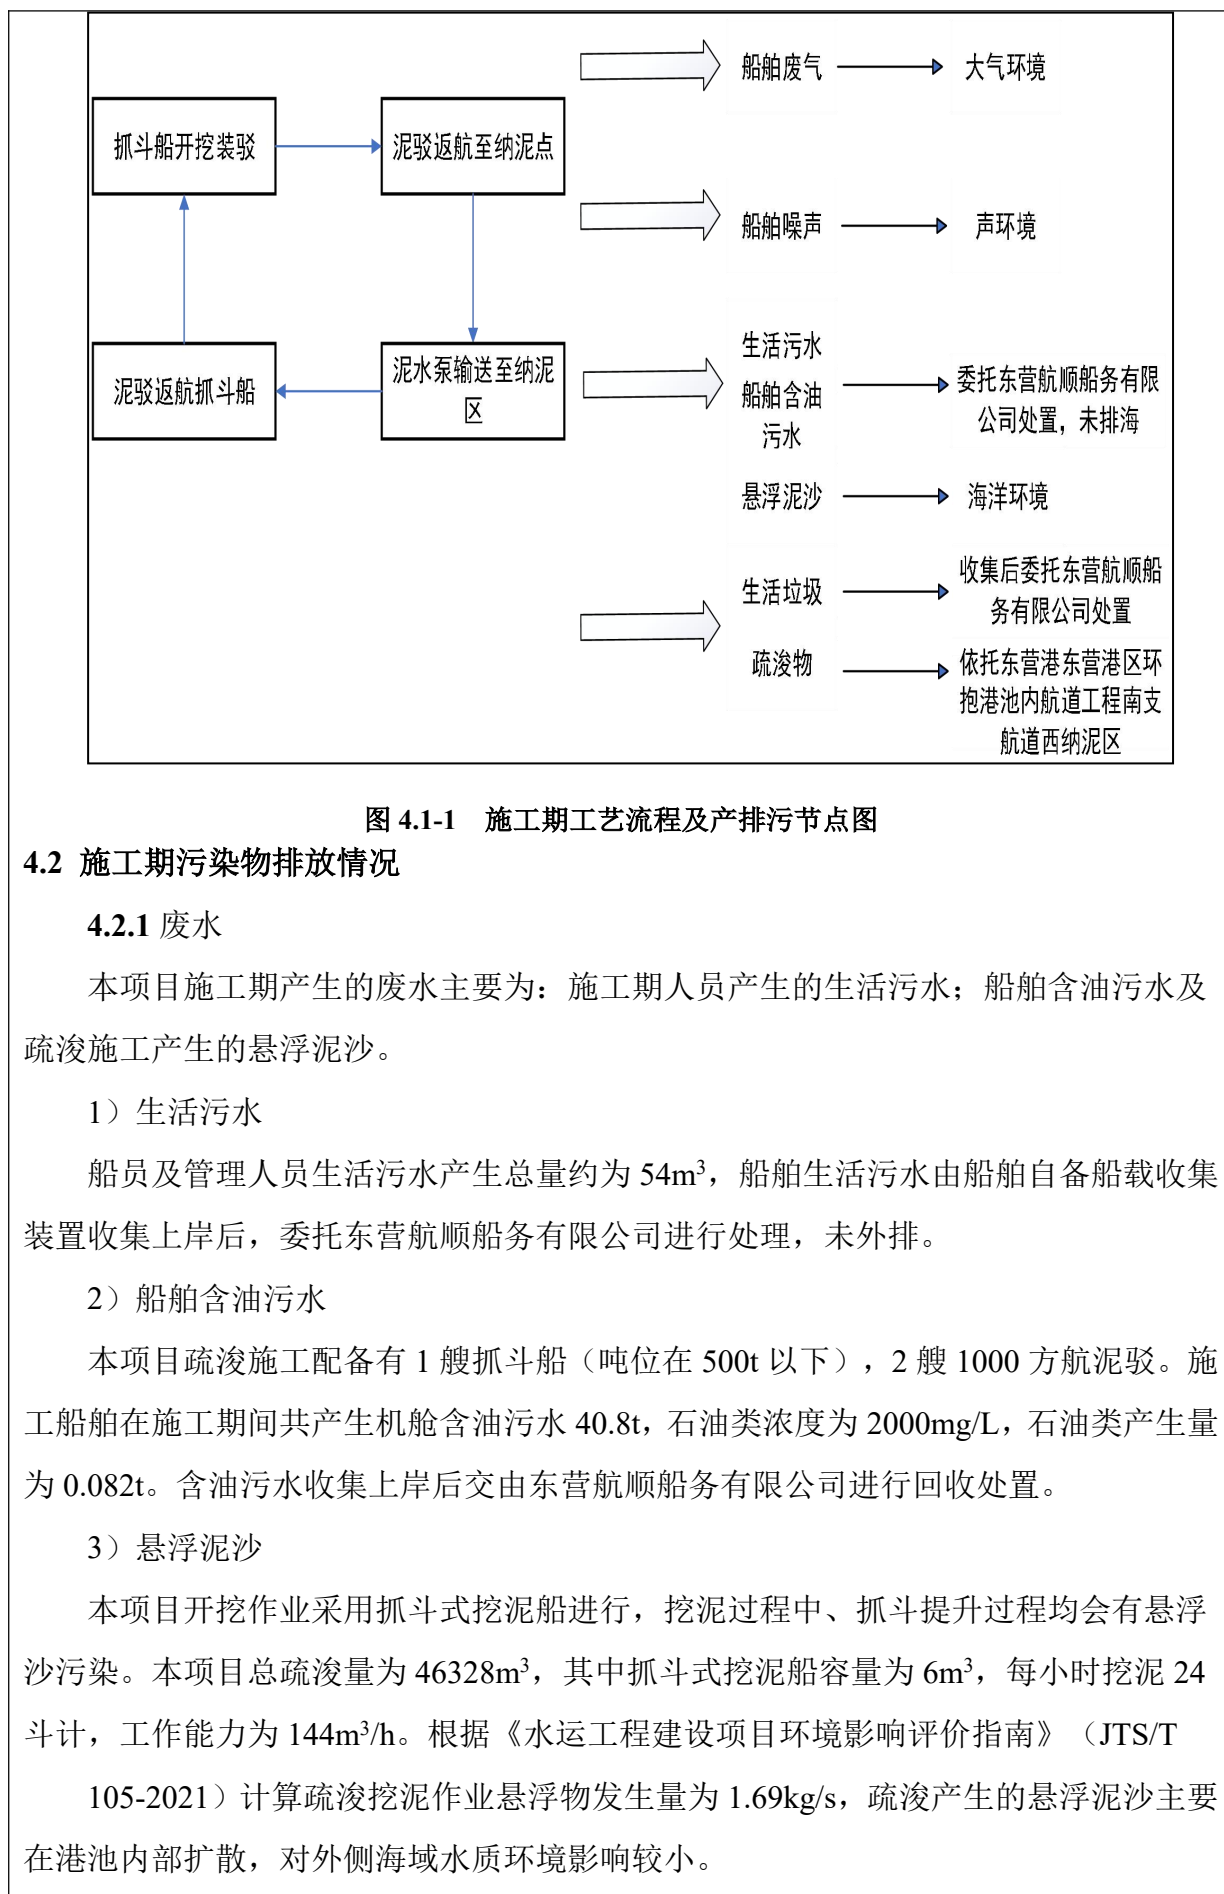 船舶废气
大气环境
抓斗船开挖装驳
泥驳返航至纳泥点
船舶噪声
声环境
泥驳返航抓斗船
泥水泵输送至纳泥
区
生活污水
船舶含油
污水
委托东营航顺船务有限
公司处置，未排海
悬浮泥沙
海洋环境
生活垃圾
收集后委托东营航顺船
务有限公司处置
疏浚物
依托东营港东营港区环
抱港池内航道工程南支
航道西纳泥区
图 4.1-1 施工期工艺流程及产排污节点图
4.2 施工期污染物排放情况
4.2.1 废水
本项目施工期产生的废水主要为：施工期人员产生的生活污水；船舶含油污水及
疏浚施工产生的悬浮泥沙。
1）生活污水
船员及管理人员生活污水产生总量约为 54m³，船舶生活污水由船舶自备船载收集
装置收集上岸后，委托东营航顺船务有限公司进行处理，未外排。
2）船舶含油污水
本项目疏浚施工配备有 1 艘抓斗船（吨位在 500t 以下），2 艘 1000 方航泥驳。施
工船舶在施工期间共产生机舱含油污水 40.8t，石油类浓度为 2000mg/L，石油类产生量
为 0.082t。含油污水收集上岸后交由东营航顺船务有限公司进行回收处置。
3）悬浮泥沙
本项目开挖作业采用抓斗式挖泥船进行，挖泥过程中、抓斗提升过程均会有悬浮
沙污染。本项目总疏浚量为 46328m³，其中抓斗式挖泥船容量为 6m³，每小时挖泥 24
斗计，工作能力为 144m³/h。根据《水运工程建设项目环境影响评价指南》（JTS/T
105-2021）计算疏浚挖泥作业悬浮物发生量为 1.69kg/s，疏浚产生的悬浮泥沙主要
在港池内部扩散，对外侧海域水质环境影响较小。